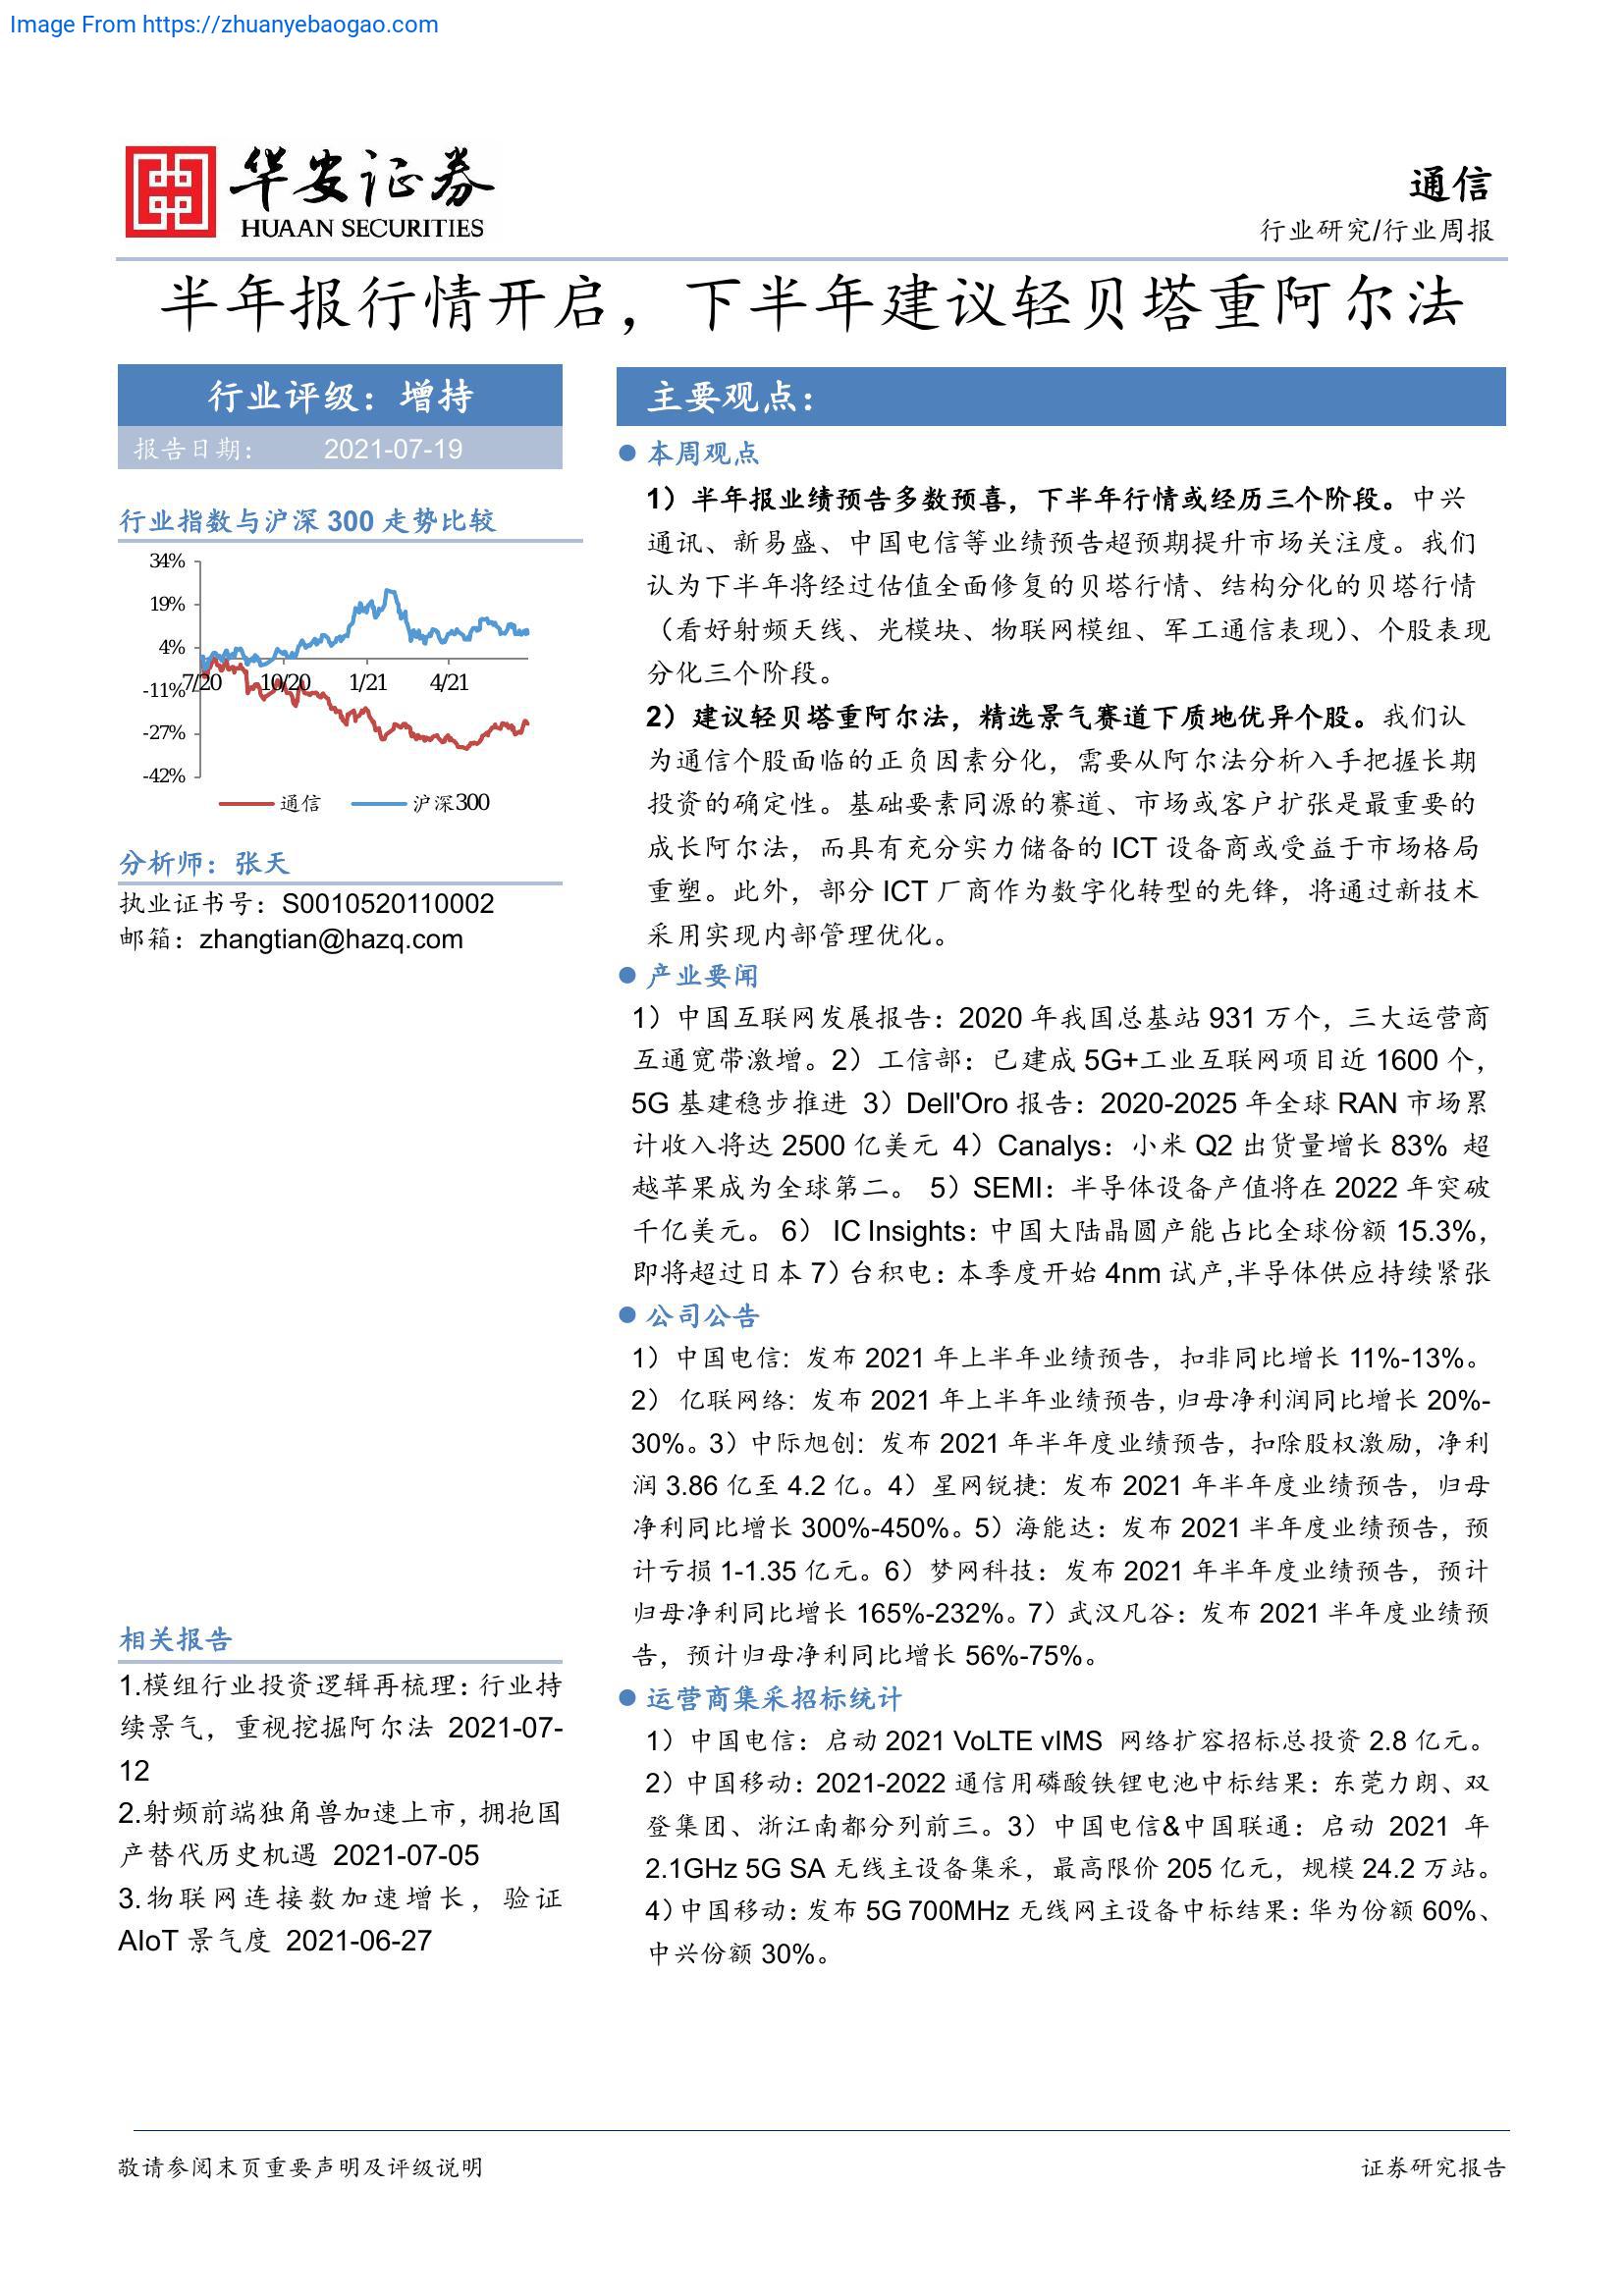 Image From https://zhuanyebaogao.com
华安证券
HUAAN SECURITIES
通信
行业研究/行业周报
半年报行情开启，下半年建议轻贝塔重阿尔法
行业评级：增持
报告日期： 2021-07-19
行业指数与沪深 300 走势比较
34%
19%
4%
-11%
-27%
-42%
7/20 10/20 1/21 4/21
通信 沪深300
分析师：张天
执业证书号：S0010520110002
邮箱：zhangtian@hazq.com
相关报告
1.模组行业投资逻辑再梳理：行业持
续景气，重视挖掘阿尔法 2021-07-
12
2.射频前端独角兽加速上市，拥抱国
产替代历史机遇 2021-07-05
3.物联网连接数加速增长，验证
AIoT 景气度 2021-06-27
主要观点：
● 本周观点
1）半年报业绩预告多数预喜，下半年行情或经历三个阶段。中兴
通讯、新易盛、中国电信等业绩预告超预期提升市场关注度。我们
认为下半年将经过估值全面修复的贝塔行情、结构分化的贝塔行情
（看好射频天线、光模块、物联网模组、军工通信表现）、个股表现
分化三个阶段。
2）建议轻贝塔重阿尔法，精选景气赛道下质地优异个股。我们认
为通信个股面临的正负因素分化，需要从阿尔法分析入手把握长期
投资的确定性。基础要素同源的赛道、市场或客户扩张是最重要的
成长阿尔法，而具有充分实力储备的 ICT 设备商或受益于市场格局
重塑。此外，部分 ICT 厂商作为数字化转型的先锋，将通过新技术
采用实现内部管理优化。
● 产业要闻
1）中国互联网发展报告：2020 年我国总基站 931 万个，三大运营商
互通宽带激增。2）工信部：已建成 5G+工业互联网项目近 1600 个，
5G 基建稳步推进 3）Dell'Oro 报告：2020-2025 年全球 RAN 市场累
计收入将达 2500 亿美元 4）Canalys：小米 Q2 出货量增长 83% 超
越苹果成为全球第二。 5）SEMI：半导体设备产值将在 2022 年突破
千亿美元。 6） IC Insights：中国大陆晶圆产能占比全球份额 15.3%，
即将超过日本 7）台积电：本季度开始 4nm 试产,半导体供应持续紧张
● 公司公告
1）中国电信: 发布 2021 年上半年业绩预告，扣非同比增长 11%-13%。
2） 亿联网络: 发布 2021 年上半年业绩预告，归母净利润同比增长 20%-
30%。3）中际旭创: 发布 2021 年半年度业绩预告，扣除股权激励，净利
润 3.86 亿至 4.2 亿。4）星网锐捷: 发布 2021 年半年度业绩预告，归母
净利同比增长 300%-450%。5）海能达：发布 2021 半年度业绩预告，预
计亏损 1-1.35 亿元。6）梦网科技：发布 2021 年半年度业绩预告，预计
归母净利同比增长 165%-232%。7）武汉凡谷：发布 2021 半年度业绩预
告，预计归母净利同比增长 56%-75%。
● 运营商集采招标统计
1）中国电信：启动 2021 VoLTE vIMS 网络扩容招标总投资 2.8 亿元。
2）中国移动：2021-2022 通信用磷酸铁锂电池中标结果：东莞力朗、双
登集团、浙江南都分列前三。3）中国电信&中国联通：启动 2021 年
2.1GHz 5G SA 无线主设备集采，最高限价 205 亿元，规模 24.2 万站。
4）中国移动：发布 5G 700MHz 无线网主设备中标结果：华为份额 60%、
中兴份额 30%。
敬请参阅末页重要声明及评级说明 证券研究报告